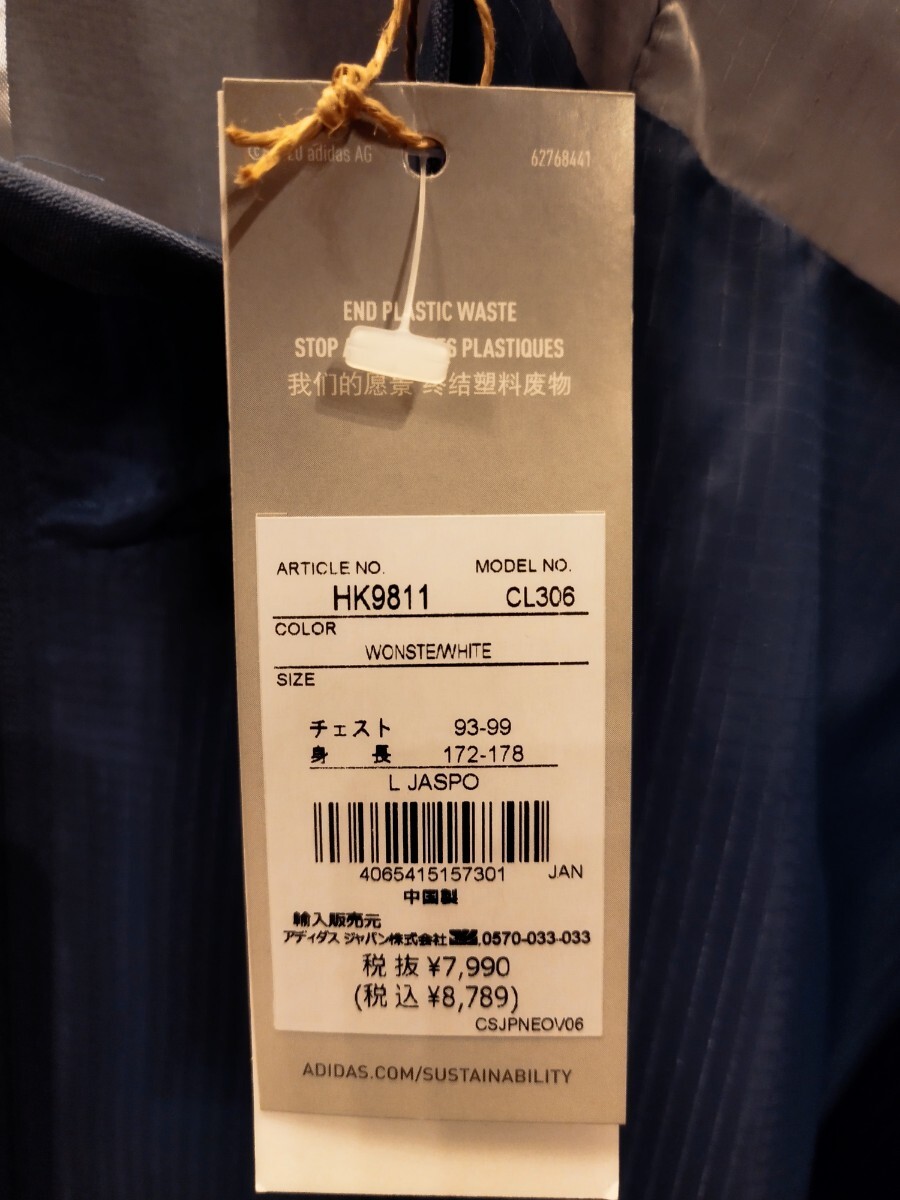 20 adidas AG 62768441
END PLASTIC WASTE
STOP PLASTIQUES
我们的愿景 终结塑料废物
ARTICLE NO. MODEL NO.
HK9811 CL306
COLOR
WONSTE/WHITE
SIZE
チェスト 93-99
身 長 172-178
L JASPO
4065415157301 JAN
中国製
輸入販売元
アディダス ジャパン株式会社 0570-033-033
税抜 ¥7,990
(税込 ¥8,789)
CSJPNEOV06
ADIDAS.COM/SUSTAINABILITY